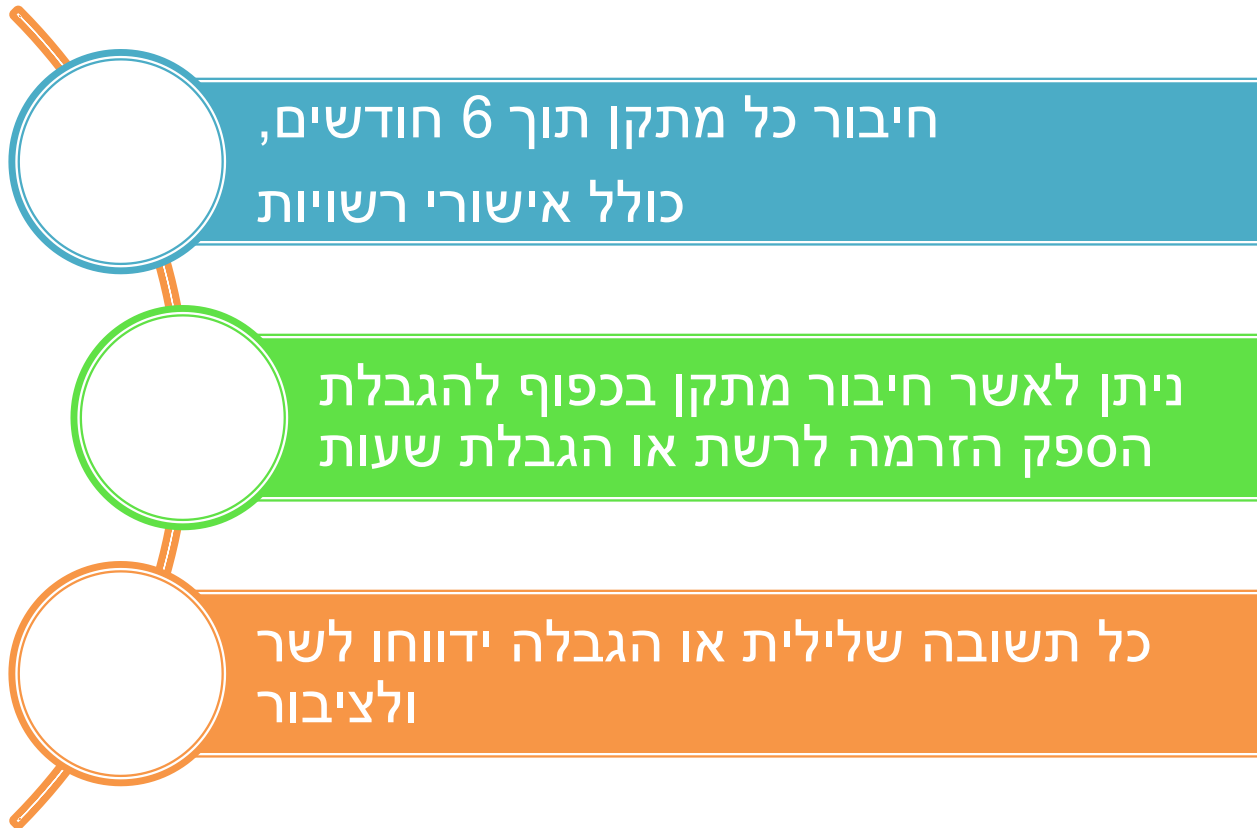 חיבור כל מתקן תוך 6 חודשים,
כולל אישורי רשויות
ניתן לאשר חיבור מתקן בכפוף להגבלת
הספק הזרמה לרשת או הגבלת שעות
כל תשובה שלילית או הגבלה ידווחו לשר
ולציבור